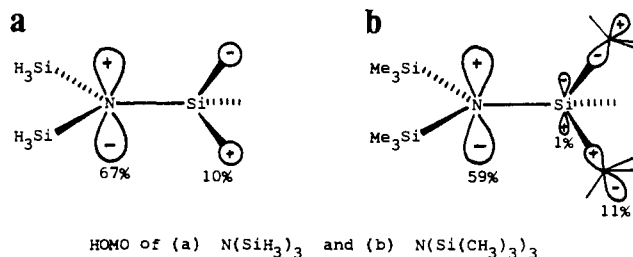 a
b
H3Si
H3Si
+
N
−
67%
Si
−
+
10%
Me3Si
Me3Si
+
N
−
59%
−
Si
+
1%
+
−
+
−
11%
HOMO of (a) N(SiH3)3 and (b) N(Si(CH3)3)3